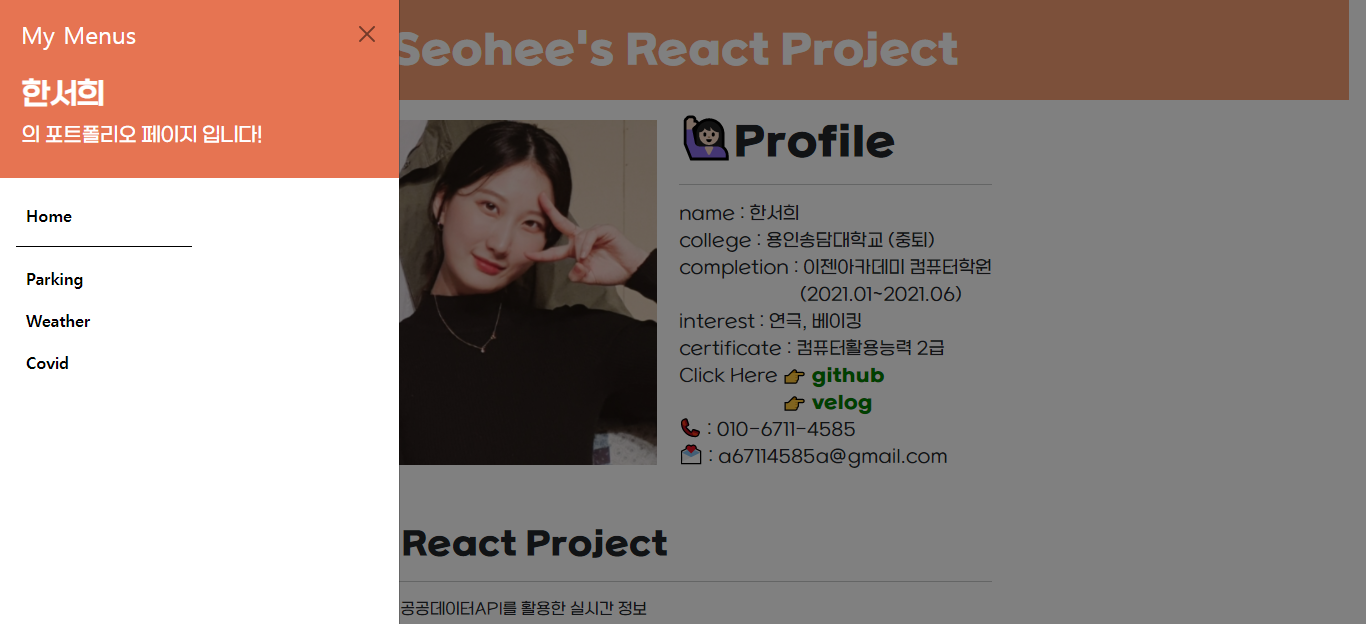 My Menus
한서희
의 포트폴리오 페이지 입니다!
Home
Parking
Weather
Covid
Seohee's React Project
Profile
name : 한서희
college : 용인송담대학교 (중퇴)
completion : 이젠아카데미 컴퓨터학원
(2021.01~2021.06)
interest : 연극, 베이킹
certificate : 컴퓨터활용능력 2급
Click Here 👉 github
👉 velog
📞 : 010-6711-4585
💌 : a67114585a@gmail.com
React Project
공공데이터API를 활용한 실시간 정보